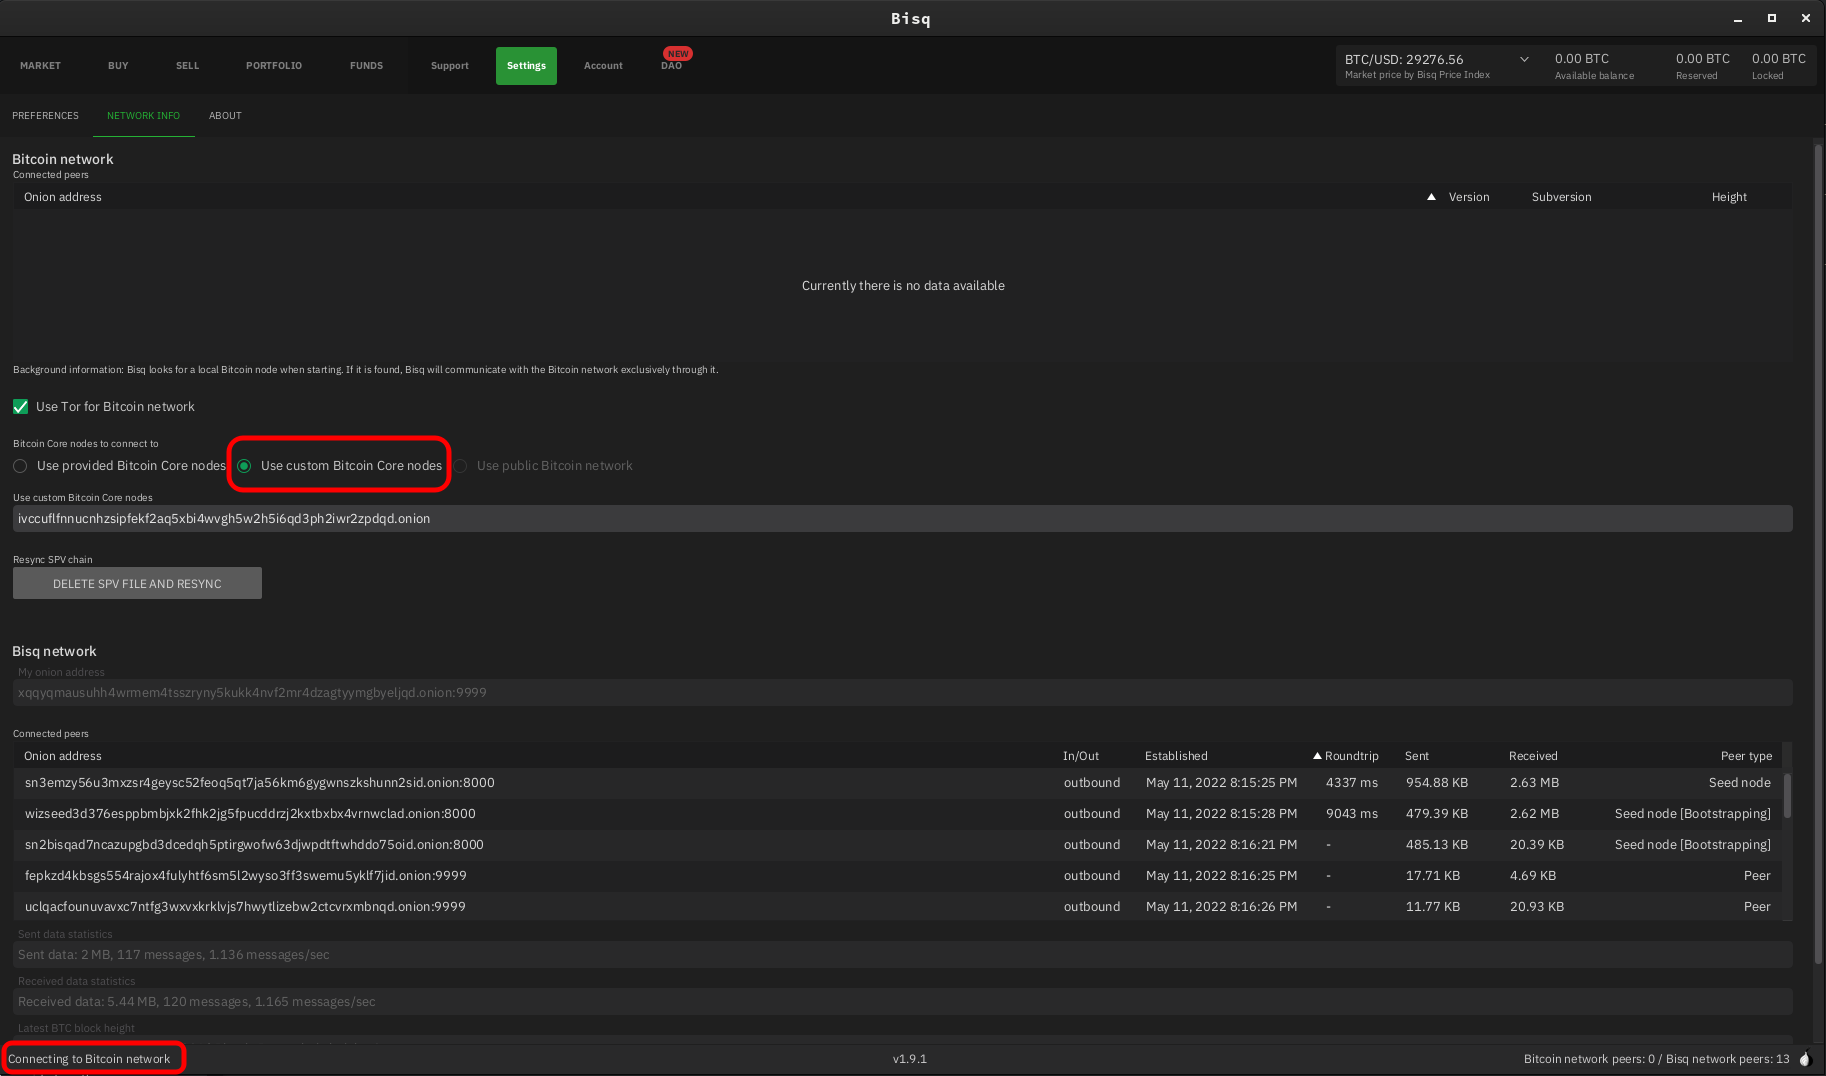 Bisq
MARKET BUY SELL PORTFOLIO FUNDS Support Settings Account DAO NEW
BTC/USD: 29276.56
Market price by Bisq Price Index
0.00 BTC
Available balance
0.00 BTC
Reserved
0.00 BTC
Locked
PREFERENCES NETWORK INFO ABOUT
Bitcoin network
Connected peers
Onion address Version Subversion Height
Currently there is no data available
Background information: Bisq looks for a local Bitcoin node when starting. If it is found, Bisq will communicate with the Bitcoin network exclusively through it.
Use Tor for Bitcoin network
Bitcoin Core nodes to connect to
Use provided Bitcoin Core nodes Use custom Bitcoin Core nodes Use public Bitcoin network
Use custom Bitcoin Core nodes
ivccuflfnnucnhzsipfekf2aq5xbi4wvgh5w2h5i6qd3ph2iwr2zpdqd.onion
Resync SPV chain
DELETE SPV FILE AND RESYNC
Bisq network
My onion address
xqqyqmausuhh4wrmem4tsszryny5kukk4nvf2mr4dzagtyymgbyeljqd.onion:9999
Connected peers
Onion address In/Out Established Roundtrip Sent Received Peer type
sn3emzy56u3mxzsr4geysc52feoq5qt7ja56km6gygwnszkshunn2sid.onion:8000 outbound May 11, 2022 8:15:25 PM 4337 ms 954.88 KB 2.63 MB Seed node
wizseed3d376esppbmbjxk2fhk2jg5fpucddrzj2kxtbxbx4vrnwclad.onion:8000 outbound May 11, 2022 8:15:28 PM 9043 ms 479.39 KB 2.62 MB Seed node [Bootstrapping]
sn2bisqad7ncazupgbd3dcedqh5ptirgwofw63djwpdtftwhddo75oid.onion:8000 outbound May 11, 2022 8:16:21 PM - 485.13 KB 20.39 KB Seed node [Bootstrapping]
fepkzd4kbsgs554rajox4fulyhtf6sm5l2wyso3ff3swemu5yklf7jid.onion:9999 outbound May 11, 2022 8:16:25 PM - 17.71 KB 4.69 KB Peer
uclqacfounuvavxc7ntfg3wxvxkrklvjs7hwytlizebw2ctcvrxmbnqd.onion:9999 outbound May 11, 2022 8:16:26 PM - 11.77 KB 20.93 KB Peer
Sent data statistics
Sent data: 2 MB, 117 messages, 1.136 messages/sec
Received data statistics
Received data: 5.44 MB, 120 messages, 1.165 messages/sec
Latest BTC block height
Connecting to Bitcoin network v1.9.1 Bitcoin network peers: 0 / Bisq network peers: 13